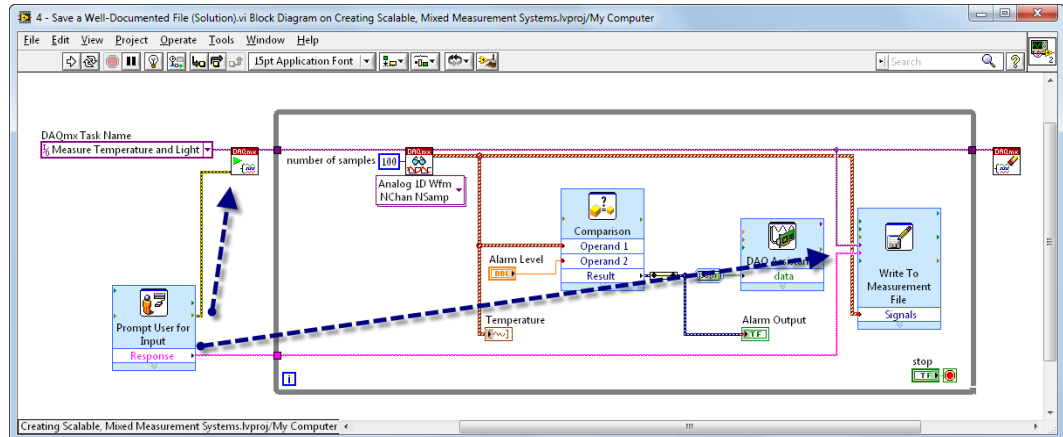 4 - Save a Well-Documented File (Solution).vi Block Diagram on Creating Scalable, Mixed Measurement Systems.lvproj/My Computer
File Edit View Project Operate Tools Window Help
15pt Application Font
Search
?
2
DAQmx Task Name
Measure Temperature and Light
DAQmx
DAQmx
DAQmx
number of samples 100
Analog 1D Wfm
NChan NSamp
Comparison
Operand 1
Operand 2
Result
Alarm Level
DBL
DAQ Assistant
data
Write To
Measurement
File
Signals
Prompt User for
Input
Response
Temperature
Alarm Output
TF
stop
TF
i
Creating Scalable, Mixed Measurement Systems.lvproj/My Computer